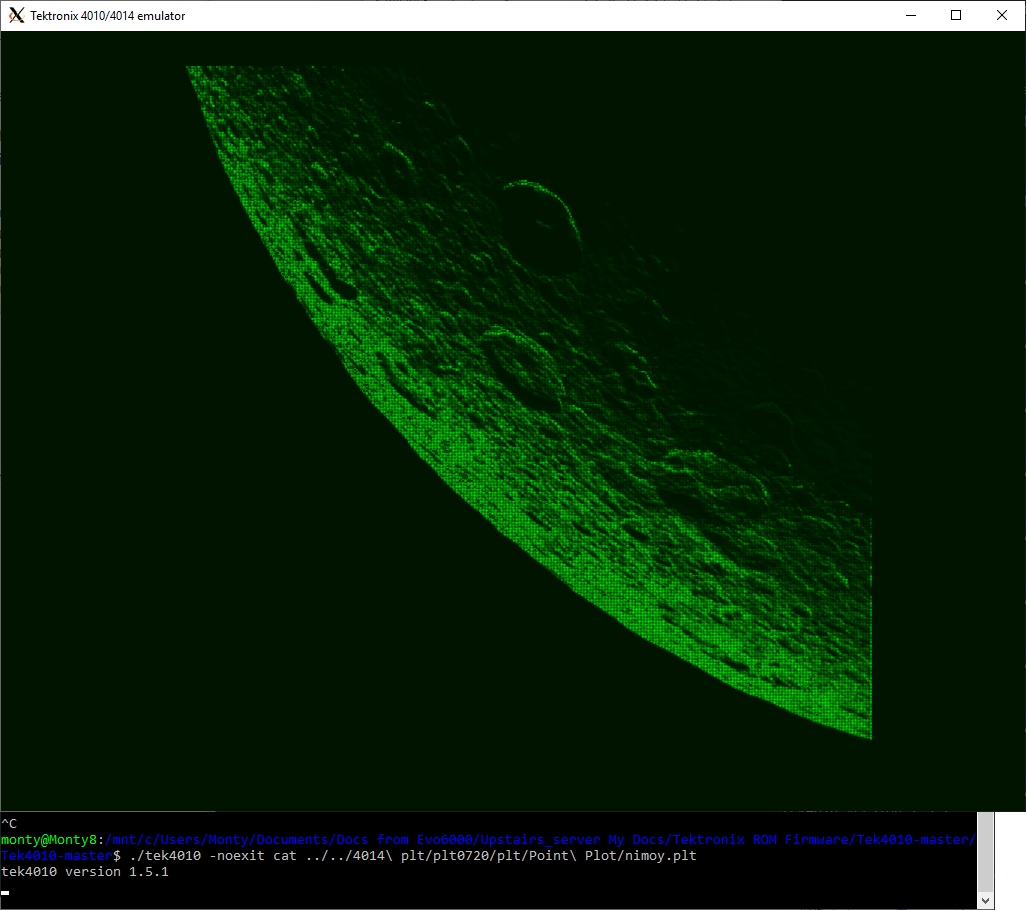 Tektronix 4010/4014 emulator
^C
monty@Monty8:/mnt/c/Users/Monty/Documents/Docs from Evo6000/Upstairs_server My Docs/Tektronix ROM Firmware/Tek4010-master/
Tek4010-master$ ./tek4010 -noexit cat ../../4014\ plt/plt0720/plt/Point\ Plot/nimoy.plt
tek4010 version 1.5.1